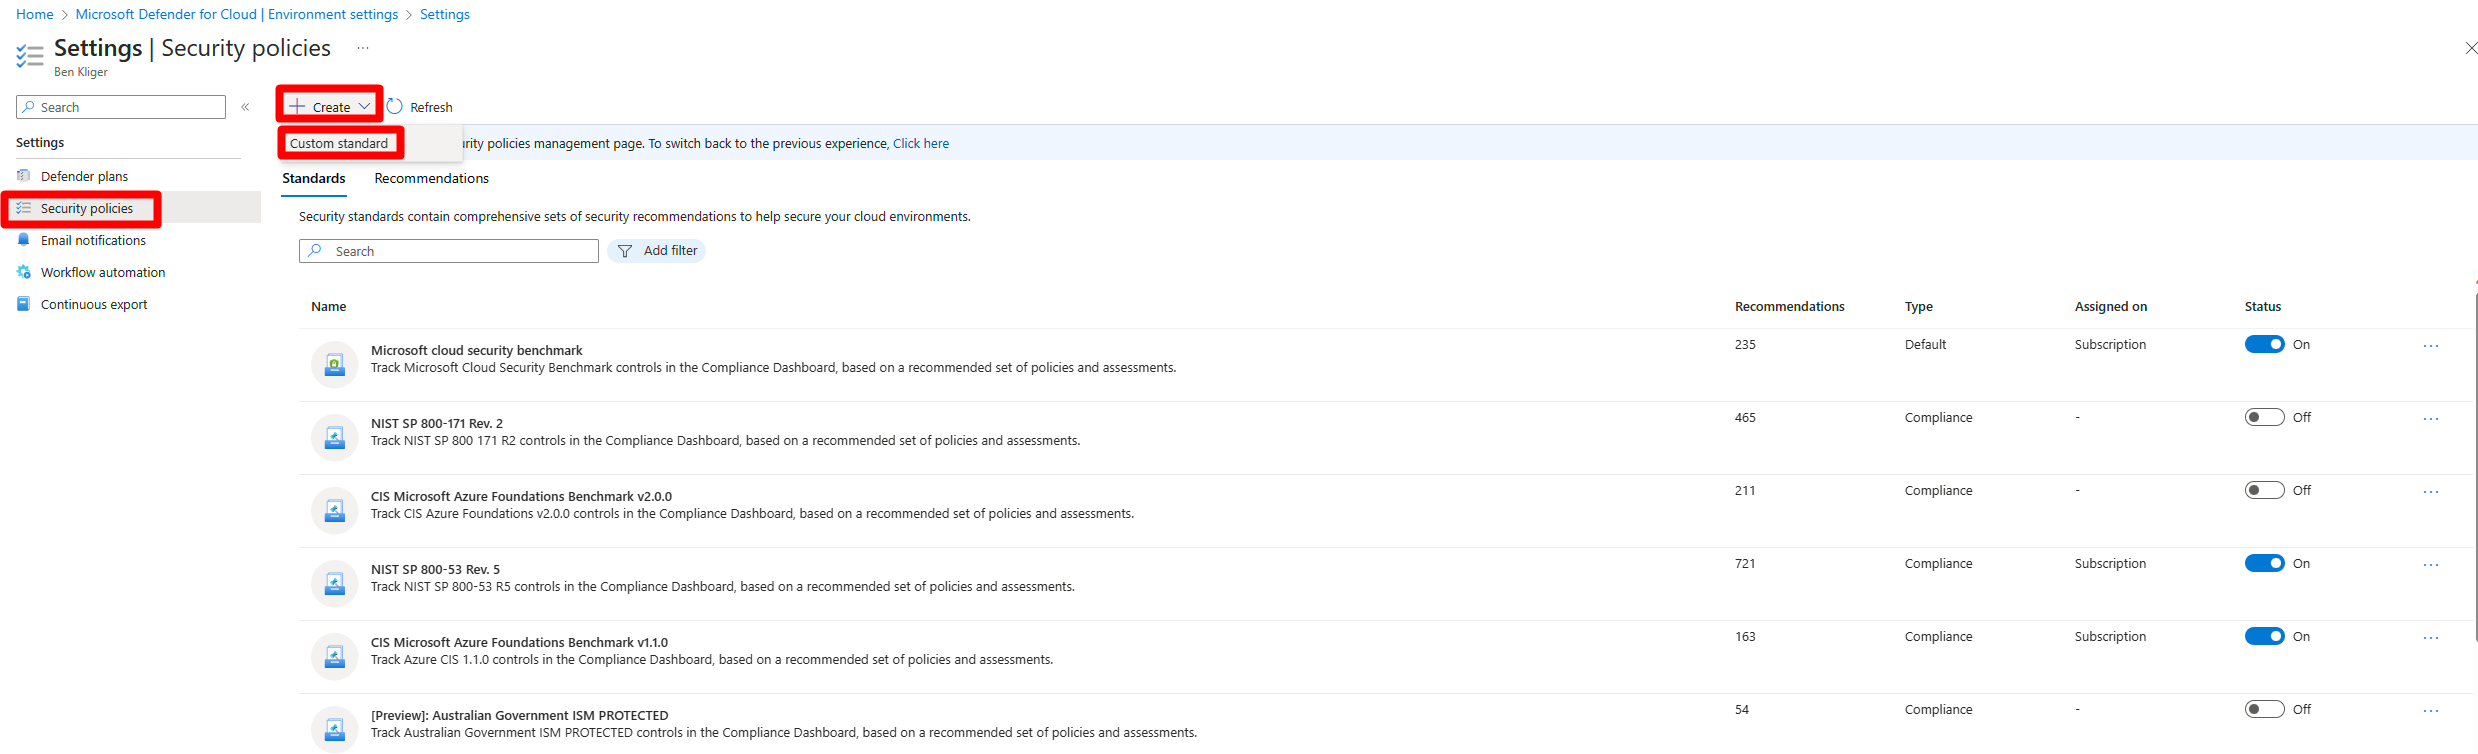 Home > Microsoft Defender for Cloud | Environment settings > Settings
Settings | Security policies ...
Ben Kliger
Search «
Create Refresh
Custom standard
urity policies management page. To switch back to the previous experience, Click here
Settings
Defender plans
Security policies
Email notifications
Workflow automation
Continuous export
Standards Recommendations
Security standards contain comprehensive sets of security recommendations to help secure your cloud environments.
Search Add filter
Name Recommendations Type Assigned on Status
Microsoft cloud security benchmark 235 Default Subscription On ...
Track Microsoft Cloud Security Benchmark controls in the Compliance Dashboard, based on a recommended set of policies and assessments.
NIST SP 800-171 Rev. 2 465 Compliance - Off ...
Track NIST SP 800 171 R2 controls in the Compliance Dashboard, based on a recommended set of policies and assessments.
CIS Microsoft Azure Foundations Benchmark v2.0.0 211 Compliance - Off ...
Track CIS Azure Foundations v2.0.0 controls in the Compliance Dashboard, based on a recommended set of policies and assessments.
NIST SP 800-53 Rev. 5 721 Compliance Subscription On ...
Track NIST SP 800-53 R5 controls in the Compliance Dashboard, based on a recommended set of policies and assessments.
CIS Microsoft Azure Foundations Benchmark v1.1.0 163 Compliance Subscription On ...
Track Azure CIS 1.1.0 controls in the Compliance Dashboard, based on a recommended set of policies and assessments.
[Preview]: Australian Government ISM PROTECTED 54 Compliance - Off ...
Track Australian Government ISM PROTECTED controls in the Compliance Dashboard, based on a recommended set of policies and assessments.